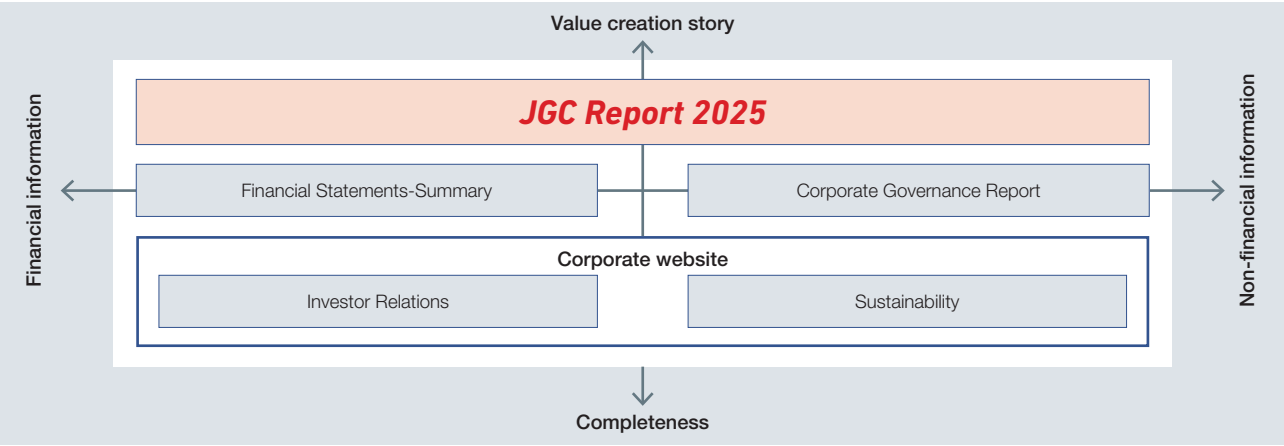 Value creation story
JGC Report 2025
Financial information
Financial Statements-Summary
Corporate Governance Report
Non-financial information
Corporate website
Investor Relations
Sustainability
Completeness